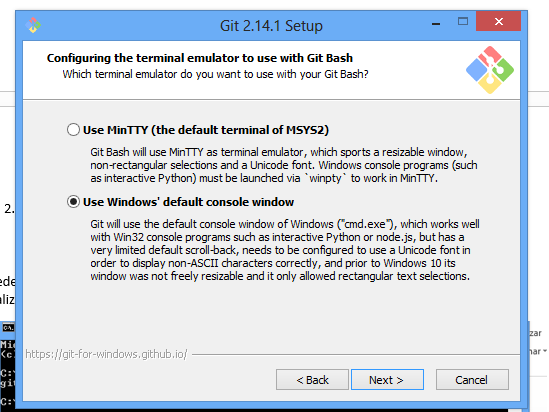 Git 2.14.1 Setup
Configuring the terminal emulator to use with Git Bash
Which terminal emulator do you want to use with your Git Bash?
Use MinTTY (the default terminal of MSYS2)
Git Bash will use MinTTY as terminal emulator, which sports a resizable window,
non-rectangular selections and a Unicode font. Windows console programs (such
as interactive Python) must be launched via `winpty` to work in MinTTY.
2.
Use Windows' default console window
Git will use the default console window of Windows ("cmd.exe"), which works well
with Win32 console programs such as interactive Python or node.js, but has a
very limited default scroll-back, needs to be configured to use a Unicode font in
order to display non-ASCII characters correctly, and prior to Windows 10 its
window was not freely resizable and it only allowed rectangular text selections.
ede
aliz
zar
Mic
https://git-for-windows.github.io/
nar
<c
C:\
git
C:\
< Back
Next >
Cancel